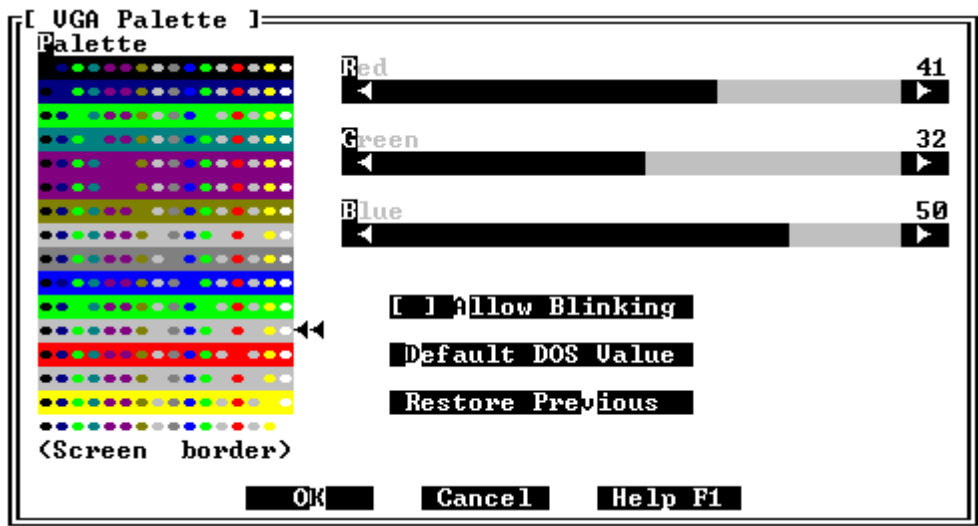 [ VGA Palette ]
Palette
Red 41
Green 32
Blue 50
[ ] Allow Blinking
Default DOS Value
Restore Previous
(Screen border)
OK Cancel Help F1